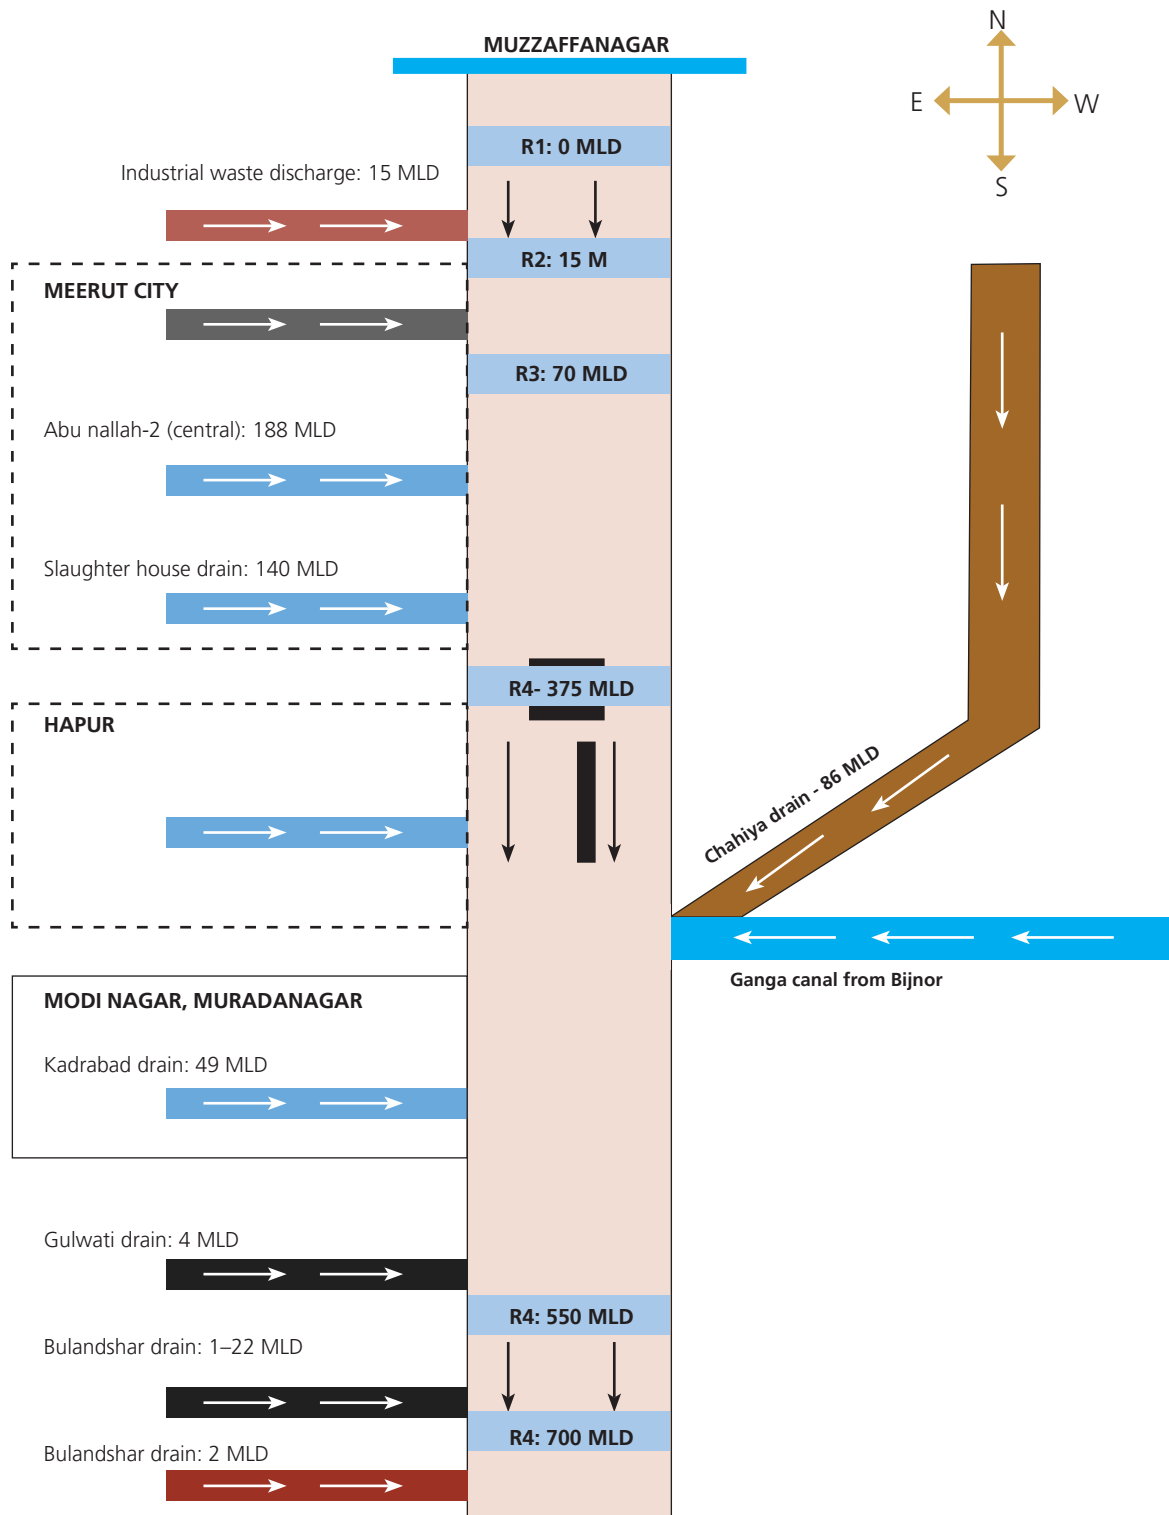 MUZZAFFANAGAR
N
E
W
S
R1: 0 MLD
Industrial waste discharge: 15 MLD
R2: 15 M
MEERUT CITY
R3: 70 MLD
Abu nallah-2 (central): 188 MLD
Slaughter house drain: 140 MLD
R4- 375 MLD
HAPUR
Chahiya drain - 86 MLD
Ganga canal from Bijnor
MODI NAGAR, MURADANAGAR
Kadrabad drain: 49 MLD
Gulwati drain: 4 MLD
R4: 550 MLD
Bulandshar drain: 1–22 MLD
R4: 700 MLD
Bulandshar drain: 2 MLD